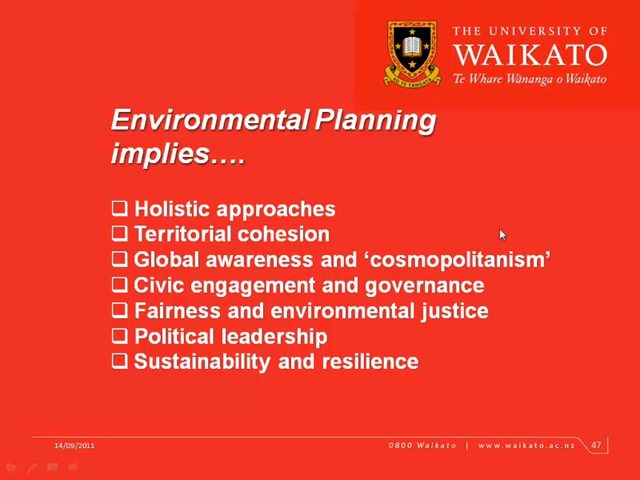 THE UNIVERSITY OF
WAIKATO
Te Whare Wānanga o Waikato
Environmental Planning
implies….
Holistic approaches
Territorial cohesion
Global awareness and ‘cosmopolitanism’
Civic engagement and governance
Fairness and environmental justice
Political leadership
Sustainability and resilience
14/09/2011
0800 Waikato | www.waikato.ac.nz 47